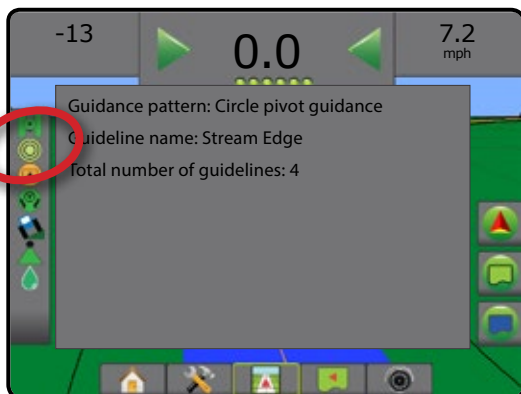 -13
0.0
7.2
mph
Guidance pattern: Circle pivot guidance
Guideline name: Stream Edge
Total number of guidelines: 4